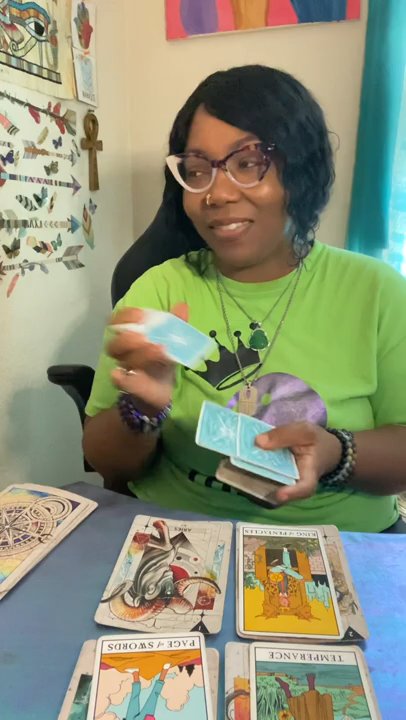 ARIES
KING of PENTACLES
PAGE of SWORDS
TEMPERANCE